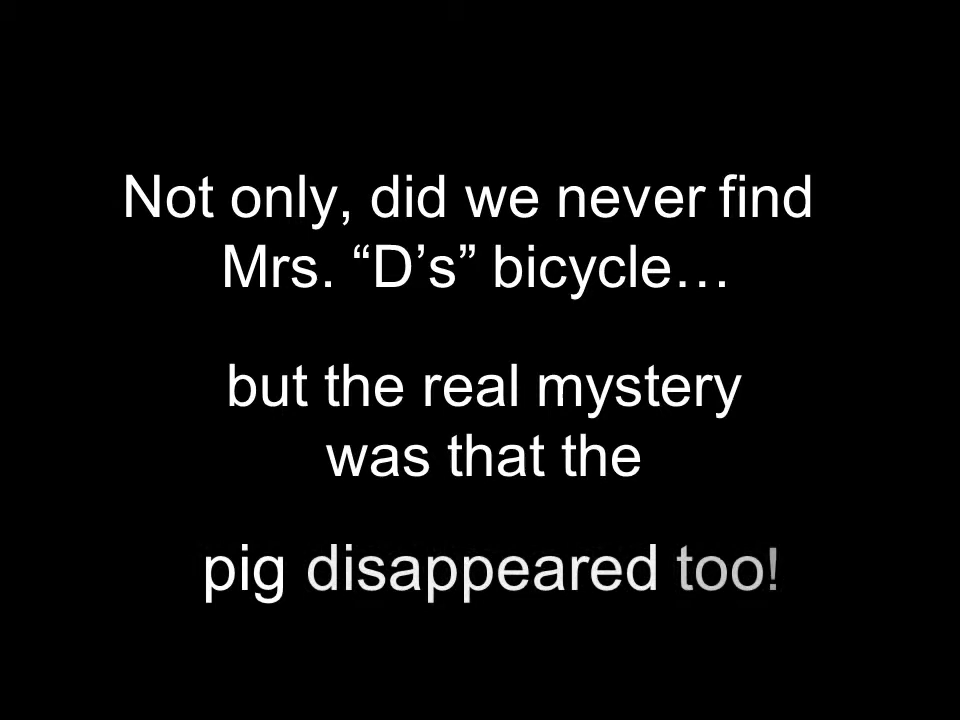 Not only, did we never find
Mrs. “D’s” bicycle…
but the real mystery
was that the
pig disappeared too!